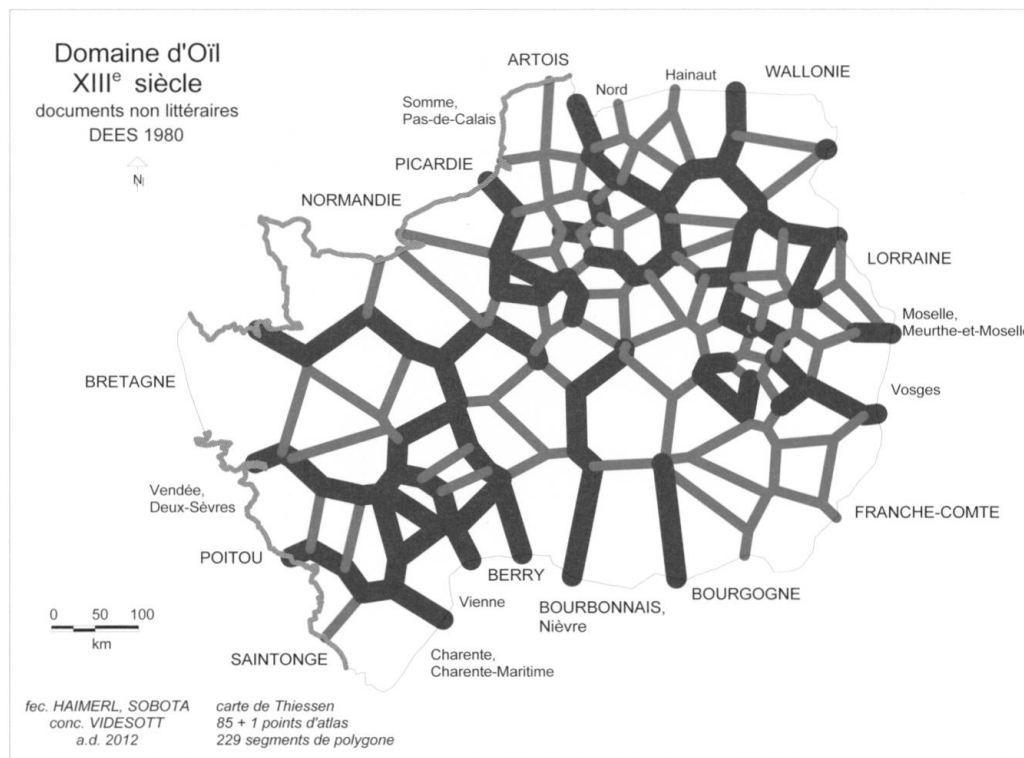 Domaine d'Oïl
XIIIe siècle
documents non littéraires
DEES 1980
N
ARTOIS
Nord
Hainaut
WALLONIE
Somme,
Pas-de-Calais
PICARDIE
NORMANDIE
LORRAINE
Moselle,
Meurthe-et-Moselle
BRETAGNE
Vosges
Vendée,
Deux-Sèvres
FRANCHE-COMTE
POITOU
BERRY
BOURGOGNE
Vienne
BOURBONNAIS,
Nièvre
0 50 100
km
SAINTONGE
Charente,
Charente-Maritime
fec. HAIMERL, SOBOTA
conc. VIDESOTT
a.d. 2012
carte de Thiessen
85 + 1 points d'atlas
229 segments de polygone